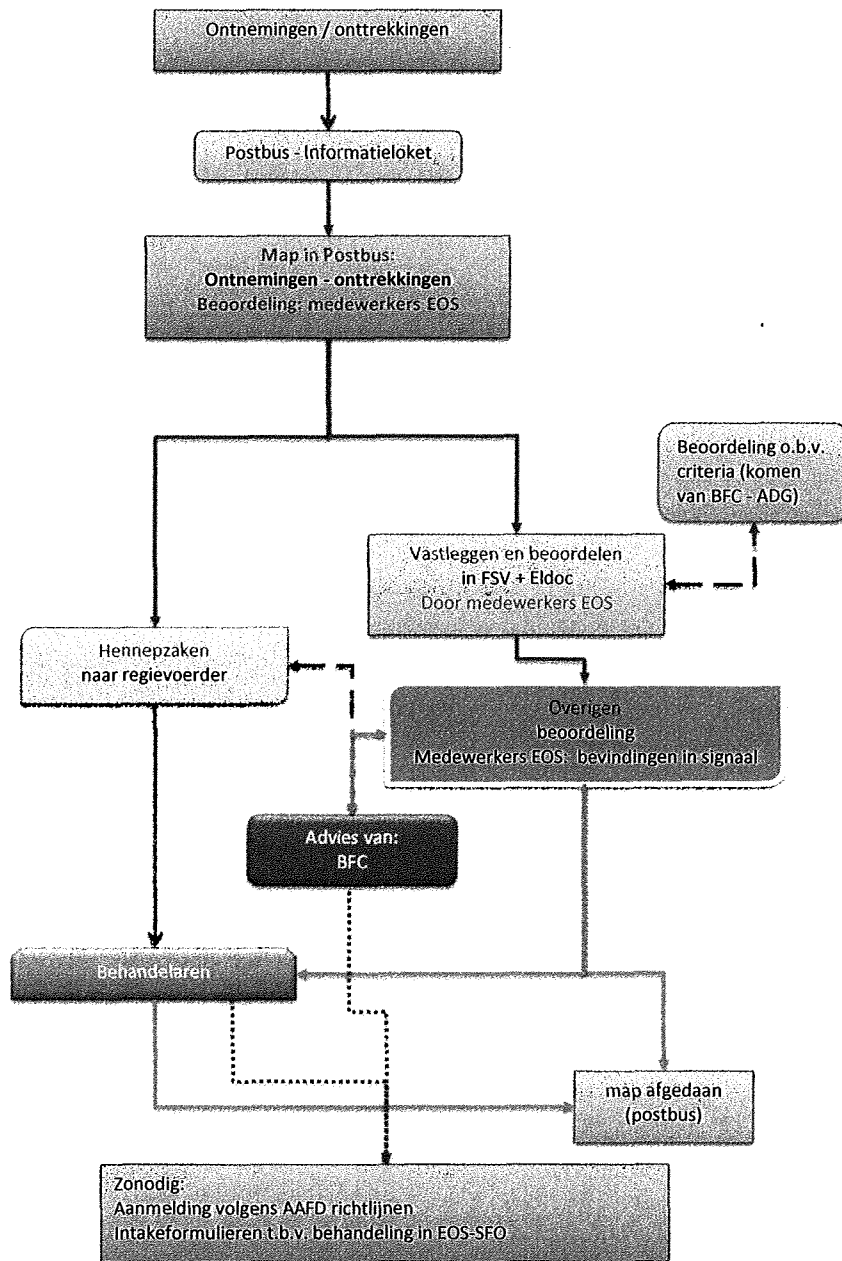 Ontnemingen / onttrekkingen
Postbus - Informatieloket
Map in Postbus:
Ontnemingen - onttrekkingen
Beoordeling: medewerkers EOS
Beoordeling o.b.v.
criteria (komen
van BFC - ADG)
Vastleggen en beoordelen
in FSV + Eldoc
Door medewerkers EOS
Hennepzaken
naar regievoerder
Overigen
beoordeling
Medewerkers EOS: bevindingen in signaal
Advies van:
BFC
Behandelaren
map afgedaan
(postbus)
Zonodig:
Aanmelding volgens AAFD richtlijnen
Intakeformulieren t.b.v. behandeling in EOS-SFO